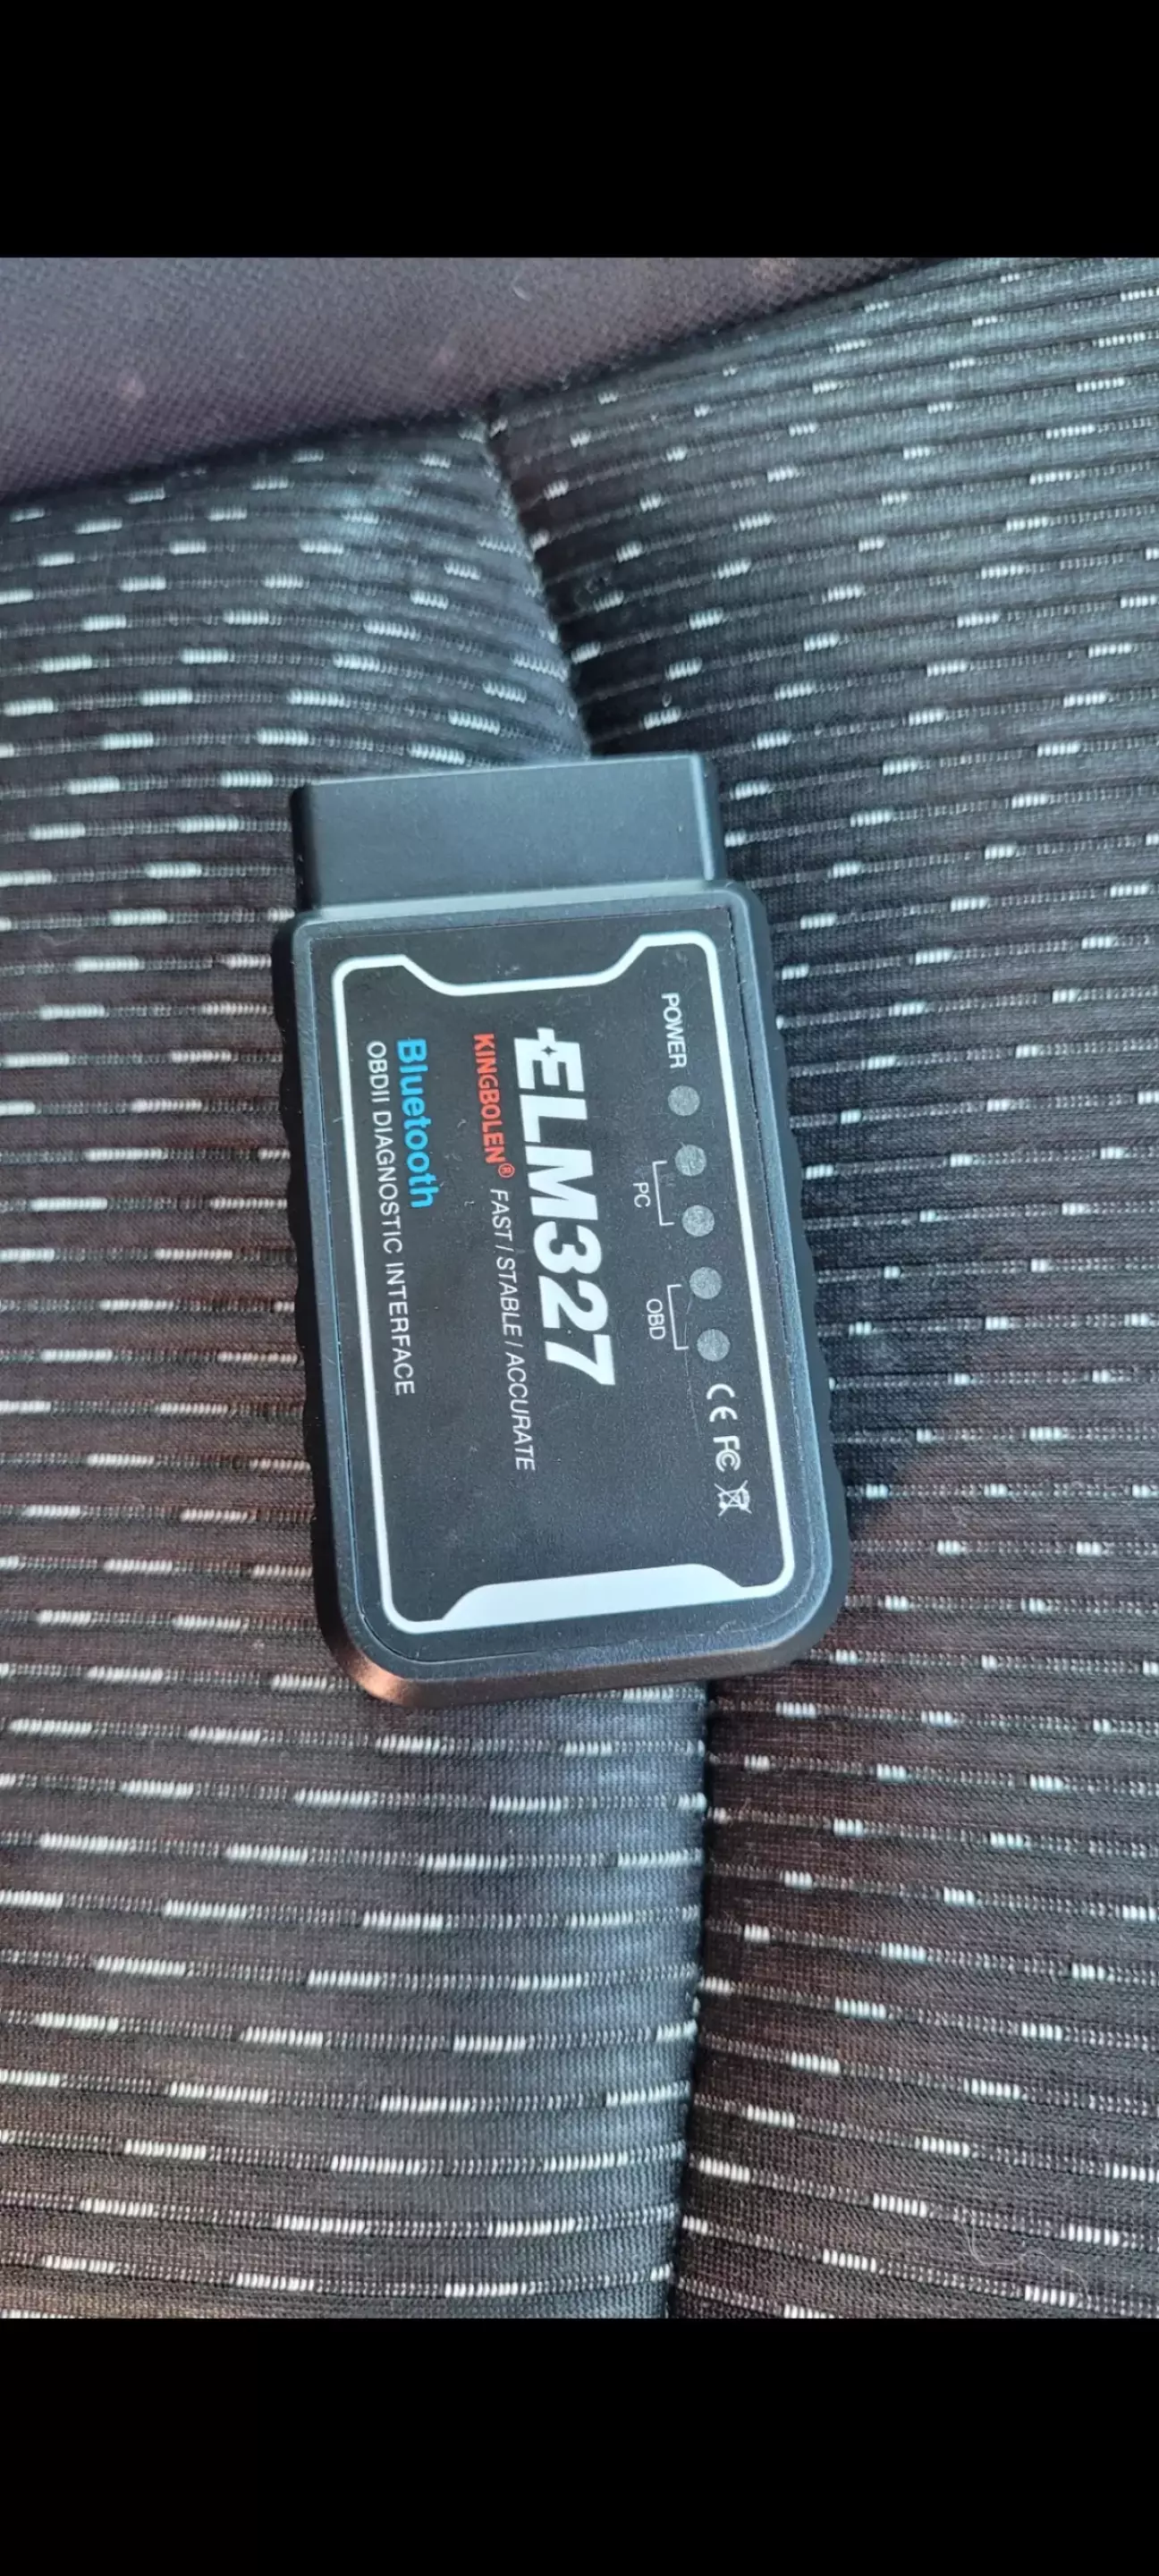 POWER
PC
OBD
CE FC
ELM327
KINGBOLEN® FAST / STABLE / ACCURATE
Bluetooth
OBDII DIAGNOSTIC INTERFACE